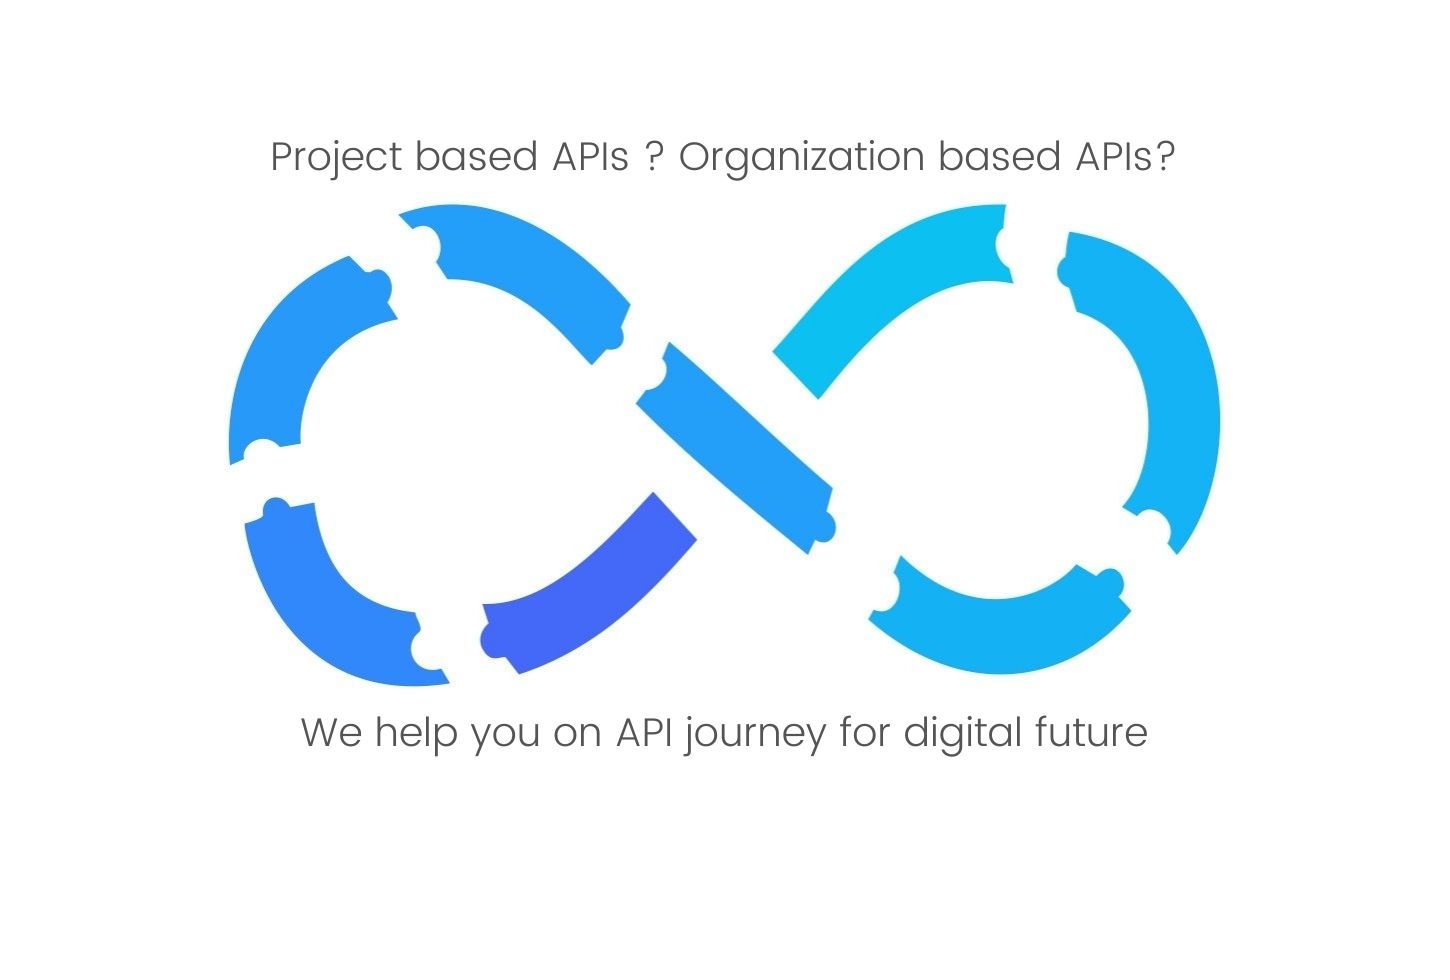 Project based APIs ? Organization based APIs?
We help you on API journey for digital future